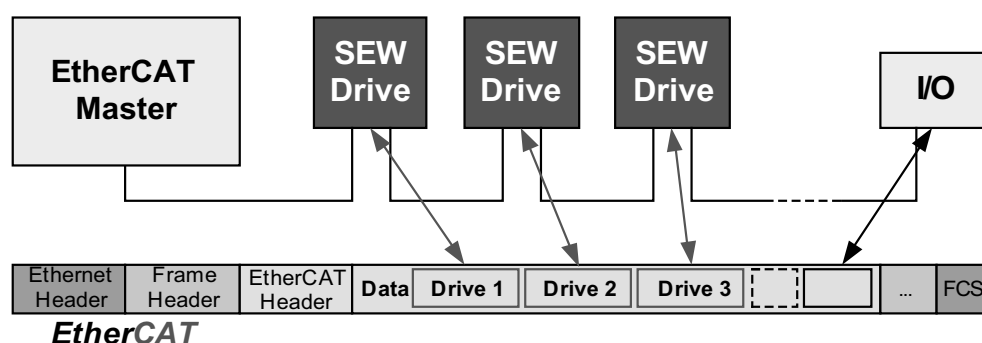 EtherCAT
Master
SEW
Drive
SEW
Drive
SEW
Drive
I/O
Ethernet
Header
Frame
Header
EtherCAT
Header
Data
Drive 1
Drive 2
Drive 3
...
FCS
EtherCAT